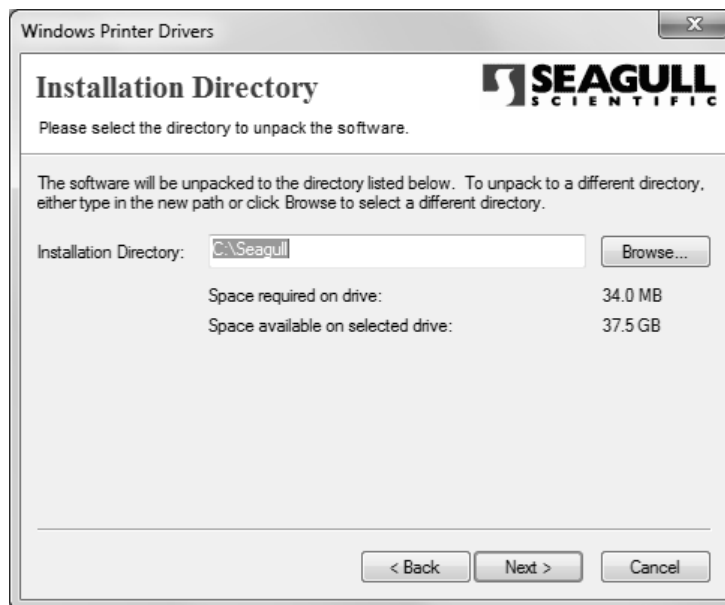 Windows Printer Drivers
X
Installation Directory
SEAGULL
SCIENTIFIC
Please select the directory to unpack the software.
The software will be unpacked to the directory listed below. To unpack to a different directory,
either type in the new path or click Browse to select a different directory.
Installation Directory: C:\Seagull Browse...
Space required on drive: 34.0 MB
Space available on selected drive: 37.5 GB
< Back Next > Cancel